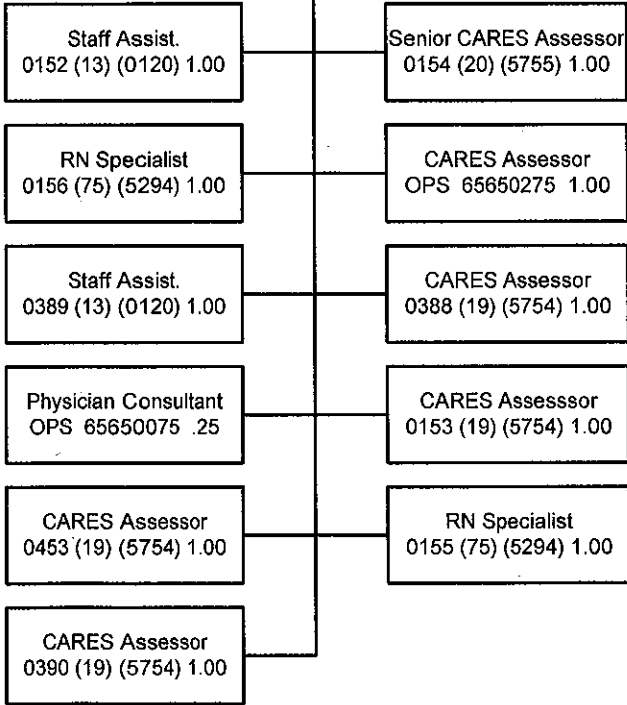 Staff Assist.
0152 (13) (0120) 1.00
Senior CARES Assessor
0154 (20) (5755) 1.00
RN Specialist
0156 (75) (5294) 1.00
CARES Assessor
OPS 65650275 1.00
Staff Assist.
0389 (13) (0120) 1.00
CARES Assessor
0388 (19) (5754) 1.00
Physician Consultant
OPS 65650075 .25
CARES Assesssor
0153 (19) (5754) 1.00
CARES Assessor
0453 (19) (5754) 1.00
RN Specialist
0155 (75) (5294) 1.00
CARES Assessor
0390 (19) (5754) 1.00